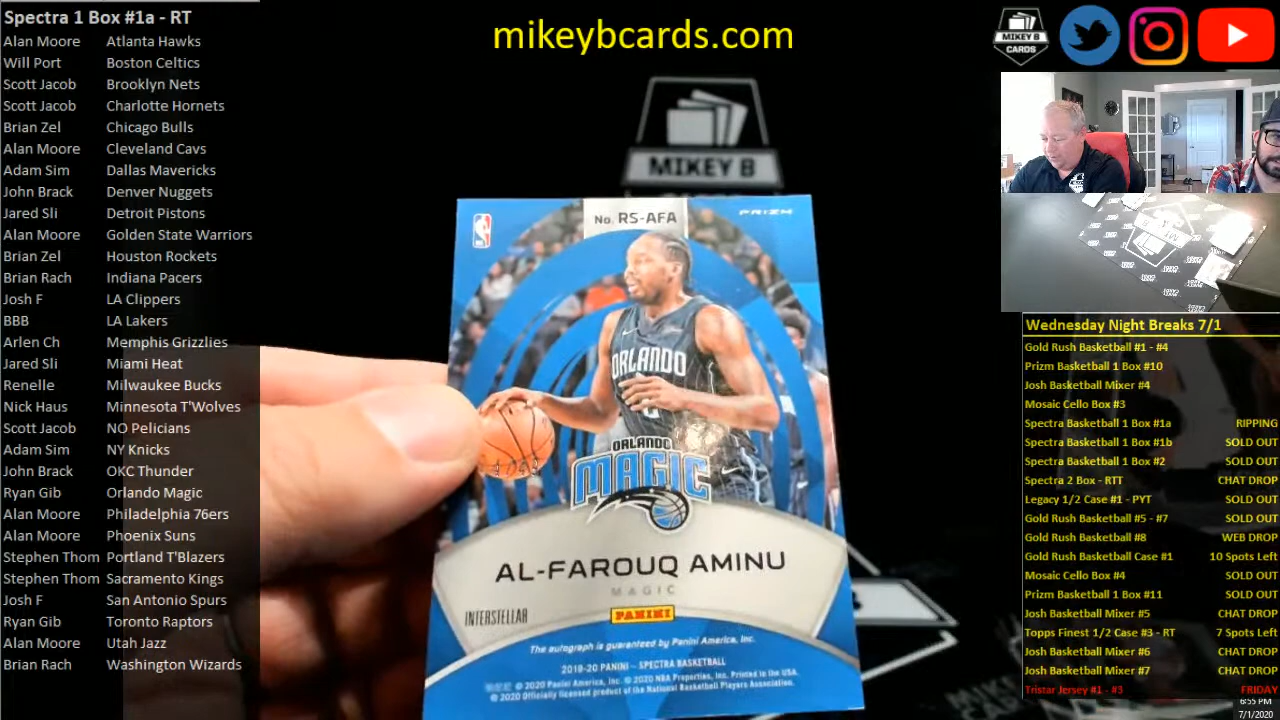 Spectra 1 Box #1a - RT
Alan Moore Atlanta Hawks
Will Port Boston Celtics
Scott Jacob Brooklyn Nets
Scott Jacob Charlotte Hornets
Brian Zel Chicago Bulls
Alan Moore Cleveland Cavs
Adam Sim Dallas Mavericks
John Brack Denver Nuggets
Jared Sli Detroit Pistons
Alan Moore Golden State Warriors
Brian Zel Houston Rockets
Brian Rach Indiana Pacers
Josh F LA Clippers
BBB LA Lakers
Arlen Ch Memphis Grizzlies
Jared Sli Miami Heat
Renelle Milwaukee Bucks
Nick Haus Minnesota T'Wolves
Scott Jacob NO Pelicians
Adam Sim NY Knicks
John Brack OKC Thunder
Ryan Gib Orlando Magic
Alan Moore Philadelphia 76ers
Alan Moore Phoenix Suns
Stephen Thom Portland T'Blazers
Stephen Thom Sacramento Kings
Josh F San Antonio Spurs
Ryan Gib Toronto Raptors
Alan Moore Utah Jazz
Brian Rach Washington Wizards
mikeybcards.com
MIKEY B
No. RS-AFA
PRIZM
ORLANDO
ORLANDO
MAGIC
AL-FAROUQ AMINU
MAGIC
INTERSTELLAR
PANINI
The autograph is guaranteed by Panini America, Inc.
2019-20 PANINI – SPECTRA BASKETBALL
© 2020 Panini America, Inc. © 2020 NBA Properties, Inc. Printed in the USA.
© 2020 Officially licensed product of the National Basketball Players Association.
MIKEY B
CARDS
Wednesday Night Breaks 7/1
Gold Rush Basketball #1 - #4
Prizm Basketball 1 Box #10
Josh Basketball Mixer #4
Mosaic Cello Box #3
Spectra Basketball 1 Box #1a RIPPING
Spectra Basketball 1 Box #1b SOLD OUT
Spectra Basketball 1 Box #2 SOLD OUT
Spectra 2 Box - RTT CHAT DROP
Legacy 1/2 Case #1 - PYT SOLD OUT
Gold Rush Basketball #5 - #7 SOLD OUT
Gold Rush Basketball #8 WEB DROP
Gold Rush Basketball Case #1 10 Spots Left
Mosaic Cello Box #4 SOLD OUT
Prizm Basketball 1 Box #11 SOLD OUT
Josh Basketball Mixer #5 CHAT DROP
Topps Finest 1/2 Case #3 - RT 7 Spots Left
Josh Basketball Mixer #6 CHAT DROP
Josh Basketball Mixer #7 CHAT DROP
Tristar Jersey #1 - #3 FRIDAY
6:55 PM
7/1/2020